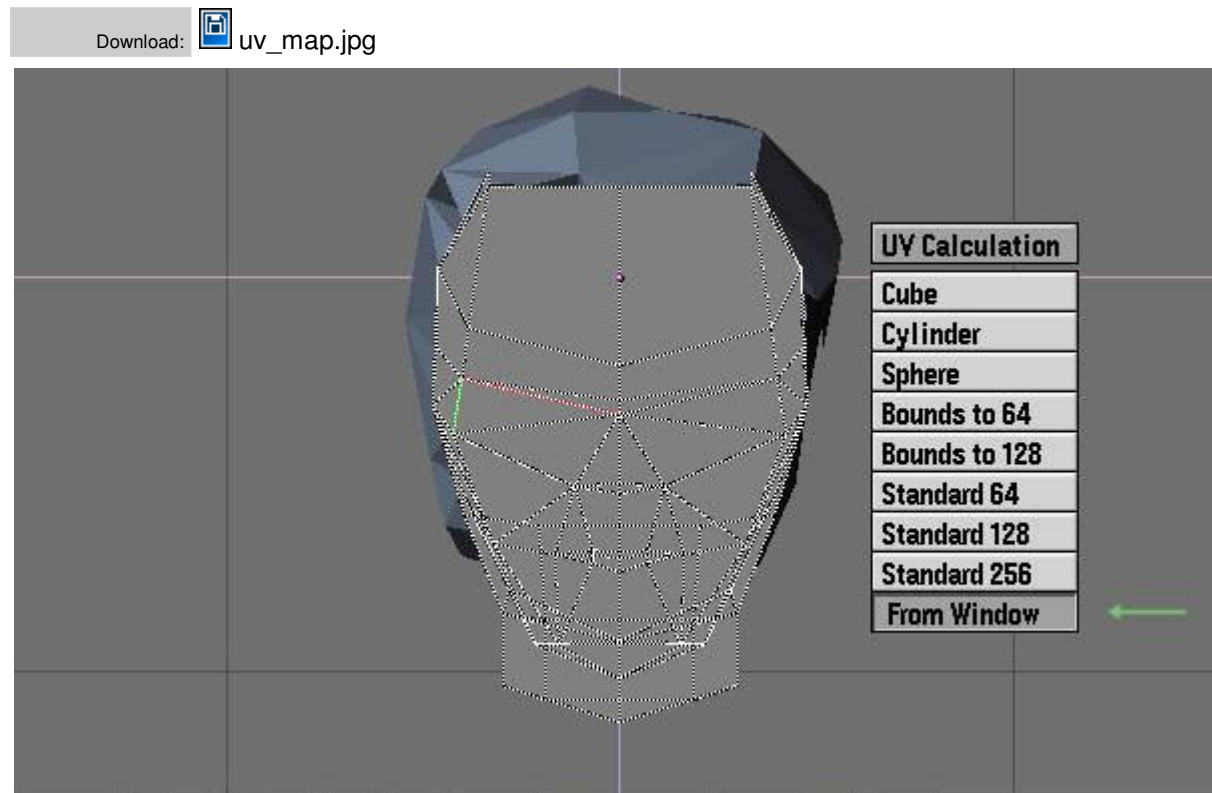 Download: uv_map.jpg
UV Calculation
Cube
Cylinder
Sphere
Bounds to 64
Bounds to 128
Standard 64
Standard 128
Standard 256
From Window